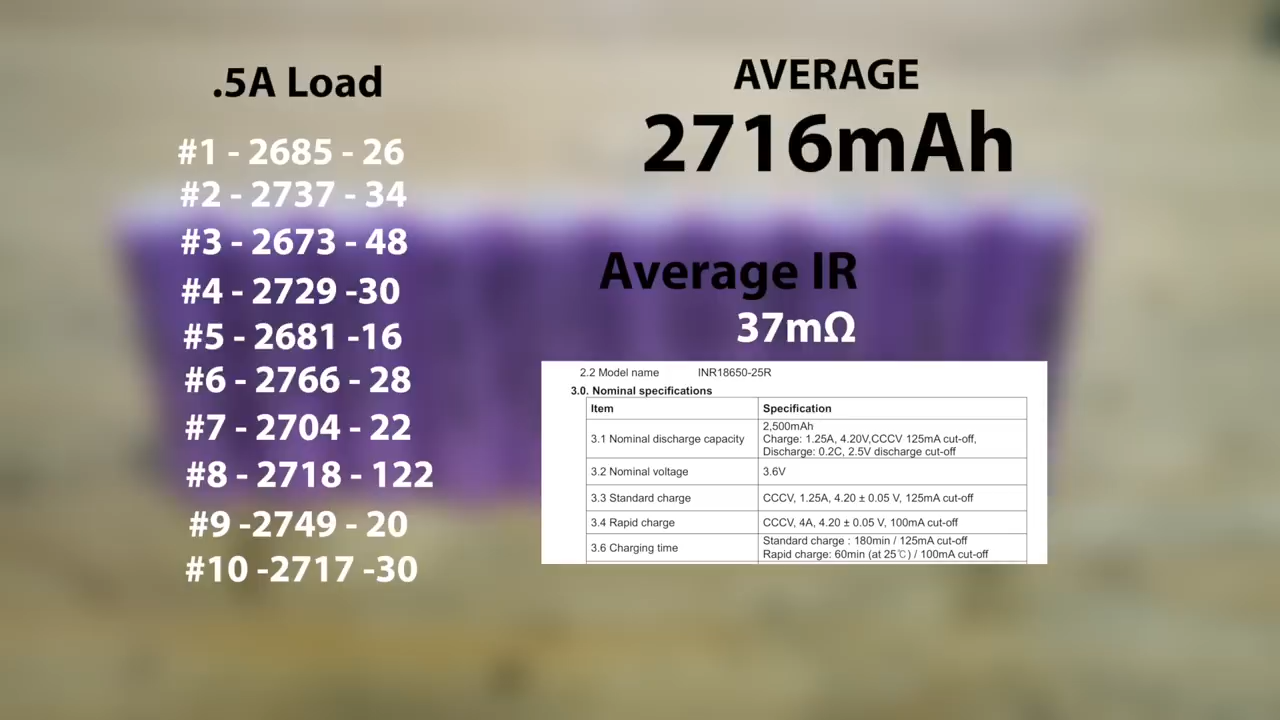 .5A Load
#1 - 2685 - 26
#2 - 2737 - 34
#3 - 2673 - 48
#4 - 2729 -30
#5 - 2681 -16
#6 - 2766 - 28
#7 - 2704 - 22
#8 - 2718 - 122
#9 -2749 - 20
#10 -2717 -30
AVERAGE
2716mAh
Average IR
37mΩ
2.2 Model name INR18650-25R
3.0. Nominal specifications
Item Specification
3.1 Nominal discharge capacity
2,500mAh
Charge: 1.25A, 4.20V,CCCV 125mA cut-off,
Discharge: 0.2C, 2.5V discharge cut-off
3.2 Nominal voltage 3.6V
3.3 Standard charge CCCV, 1.25A, 4.20 ± 0.05 V, 125mA cut-off
3.4 Rapid charge CCCV, 4A, 4.20 ± 0.05 V, 100mA cut-off
3.6 Charging time
Standard charge : 180min / 125mA cut-off
Rapid charge: 60min (at 25℃) / 100mA cut-off